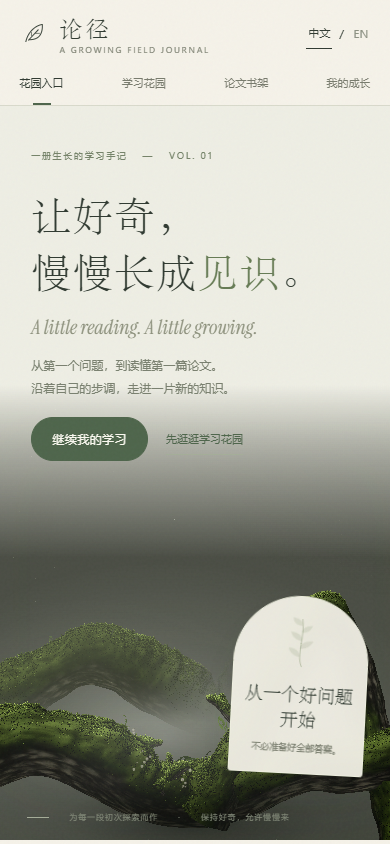 论径
A GROWING FIELD JOURNAL
中文 / EN
花园入口 学习花园 论文书架 我的成长
一册生长的学习手记 — VOL. 01
让好奇，
慢慢长成见识。
A little reading. A little growing.
从第一个问题，到读懂第一篇论文。
沿着自己的步调，走进一片新的知识。
继续我的学习 先逛逛学习花园
从一个好问题
开始
不必准备好全部答案。
为每一段初次探索而作 · 保持好奇，允许慢慢来